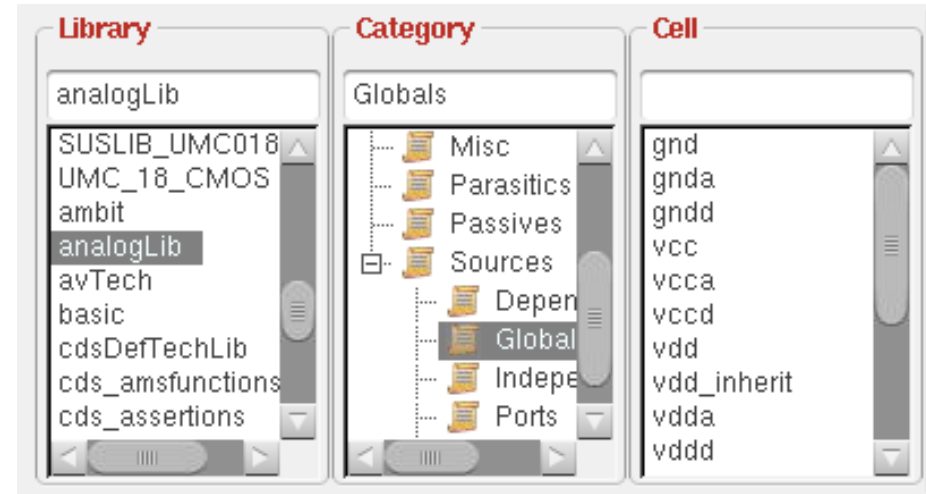 Library
analogLib
SUSLIB_UMC018
UMC_18_CMOS
ambit
analogLib
avTech
basic
cdsDefTechLib
cds_amsfunctions
cds_assertions
Category
Globals
Misc
Parasitics
Passives
Sources
Depen
Global
Indepe
Ports
Cell
gnd
gnda
gndd
vcc
vcca
vccd
vdd
vdd_inherit
vdda
vddd